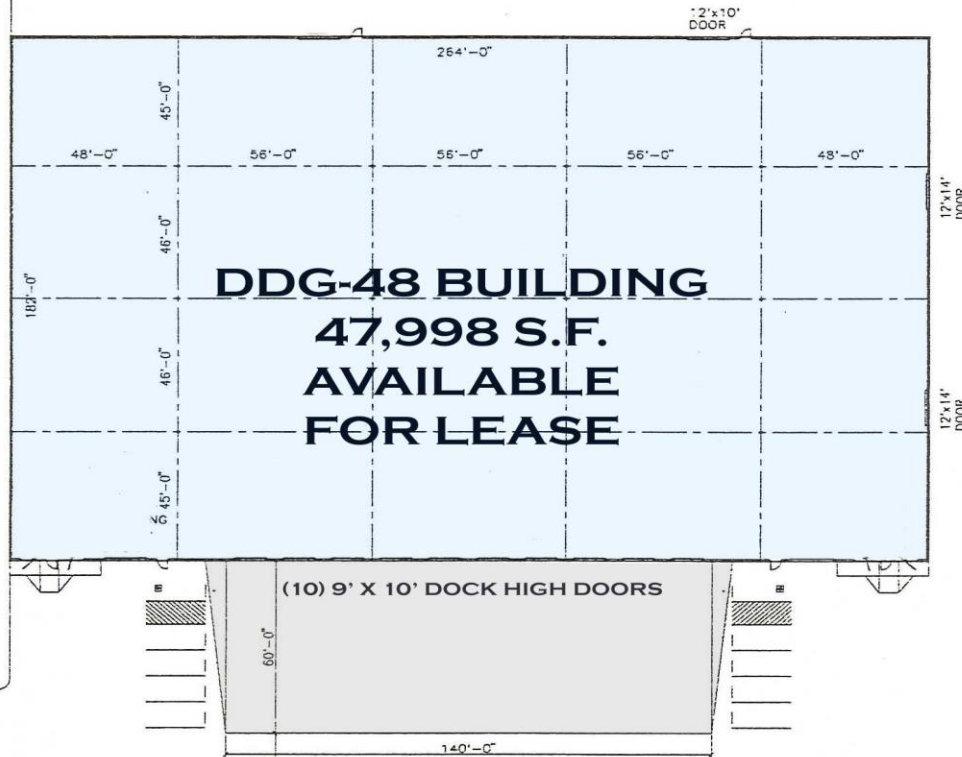 12'x10'
DOOR
264'-0"
45'-0"
48'-0"
56'-0"
56'-0"
56'-0"
48'-0"
12'x14'
DOOR
46'-0"
182'-0"
DDG-48 BUILDING
47,998 S.F.
AVAILABLE
FOR LEASE
46'-0"
12'x14'
DOOR
45'-0"
NG
(10) 9' X 10' DOCK HIGH DOORS
60'-0"
140'-0"